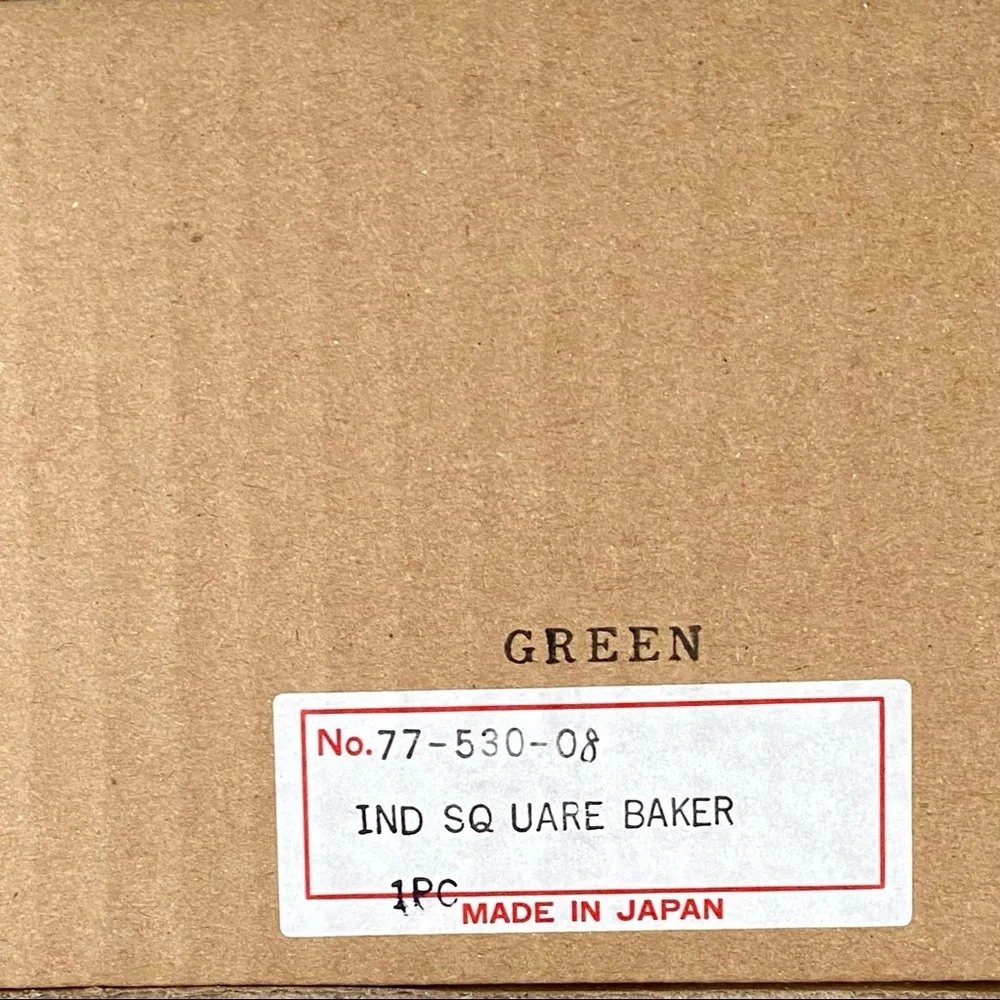 GREEN
No.77-530-08
IND SQ UARE BAKER
1PC
MADE IN JAPAN